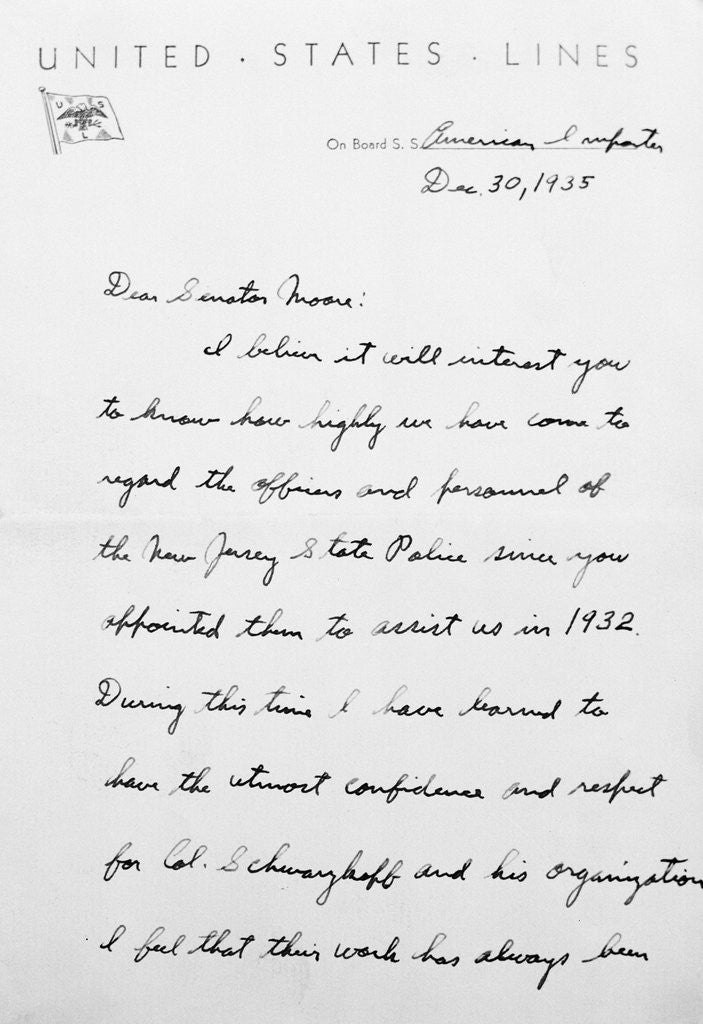 UNITED · STATES · LINES
U S
L
On Board S. S. American Importer
Dec. 30, 1935
Dear Senator Moore:
I believe it will interest you
to know how highly we have come to
regard the officers and personnel of
the New Jersey State Police since you
appointed them to assist us in 1932.
During this time I have learned to
have the utmost confidence and respect
for Col. Schwarzkopf and his organization
I feel that their work has always been